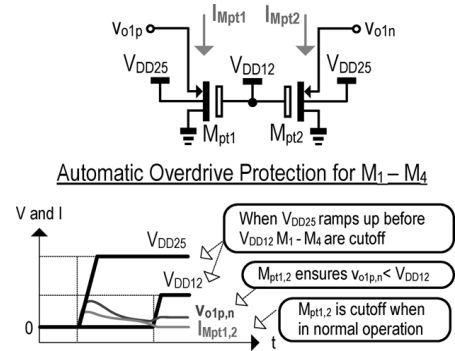 IMpt1 IMpt2
vo1p vo1n
VDD25 VDD12 VDD25
Mpt1 Mpt2
Automatic Overdrive Protection for M1 – M4
V and I
When VDD25 ramps up before
VDD12 M1 - M4 are cutoff
VDD25
VDD12
Mpt1,2 ensures vo1p,n< VDD12
vo1p,n
IMpt1,2
Mpt1,2 is cutoff when
in normal operation
0
t